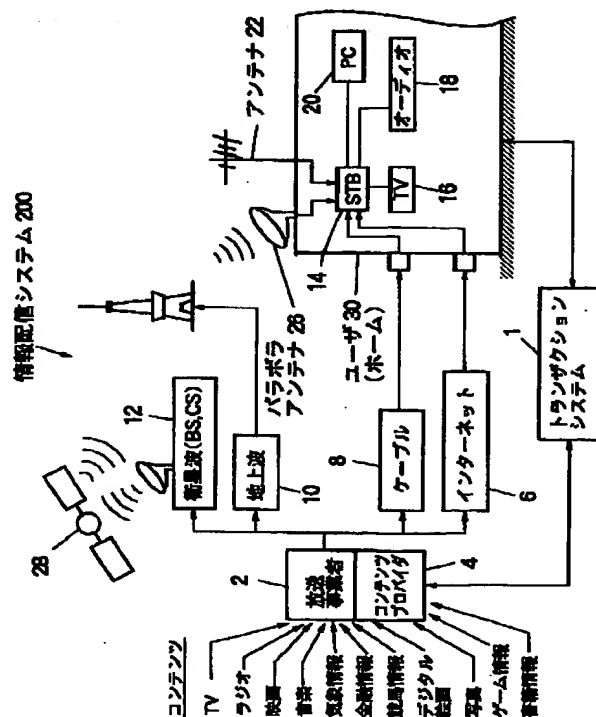 情報配信システム 200
28
12
衛星波(BS,CS)
地上波
10
パラボラ
アンテナ 26
アンテナ 22
コンテンツ
TV
ラジオ
映画
音楽
気象情報
金融情報
競馬情報
デジタル
絵画
写真
ゲーム情報
書籍情報
2
放送
事業者
コンテンツ
プロバイダ
4
8
ケーブル
インターネット
6
ユーザ 30
(ホーム)
14
STB
TV
16
20
PC
オーディオ
18
1
トランザクション
システム